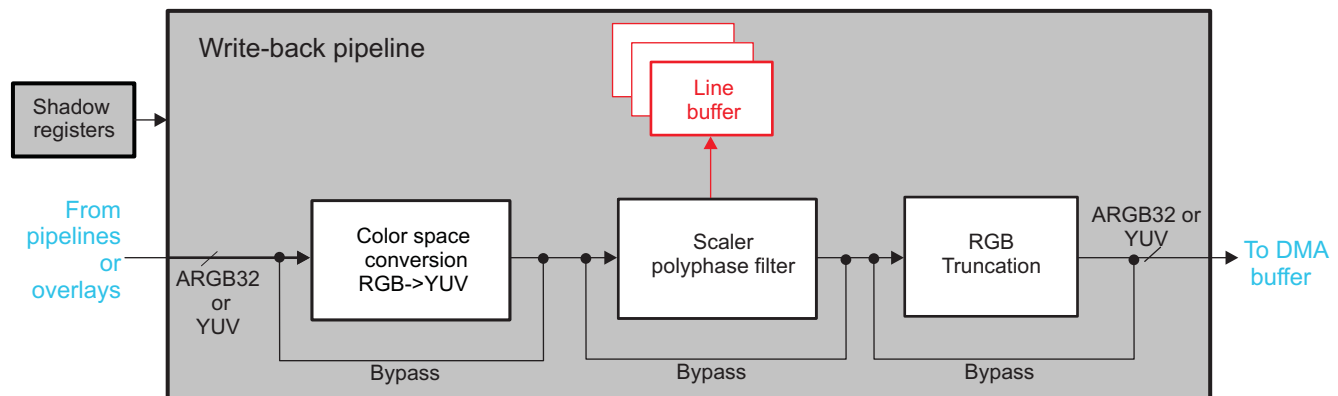 Write-back pipeline
Line
buffer
Shadow
registers
From
pipelines
or
overlays
ARGB32
or
YUV
Color space
conversion
RGB->YUV
Scaler
polyphase filter
RGB
Truncation
ARGB32 or
YUV
To DMA
buffer
Bypass
Bypass
Bypass